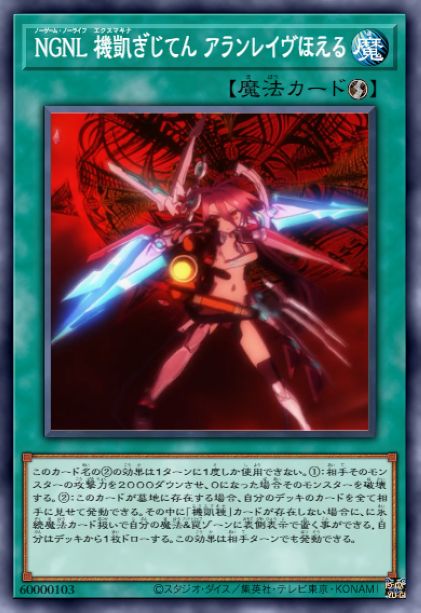 ノーゲーム・ノーライフ エクスマキナ
NGNL 機凱ぎじてん アランレイヴほえる
魔
【魔法カード】
このカード名の②の効果は1ターンに1度しか使用できない。①:相手そのモン
スターの攻撃力を2000ダウンさせ、0になった場合そのモンスターを破壊
する。②:このカードが墓地に存在する場合、自分のデッキのカードを全て相
手に見せて発動できる。その中に「機凱種」カードが存在しない場合に、に永
続魔法カード扱いで自分の魔法&罠ゾーンに表側表示で置く事ができる。自
分はデッキから1枚ドローする。この効果は相手ターンでも発動できる。
60000103
©スタジオ・ダイス/集英社・テレビ東京・KONAMI